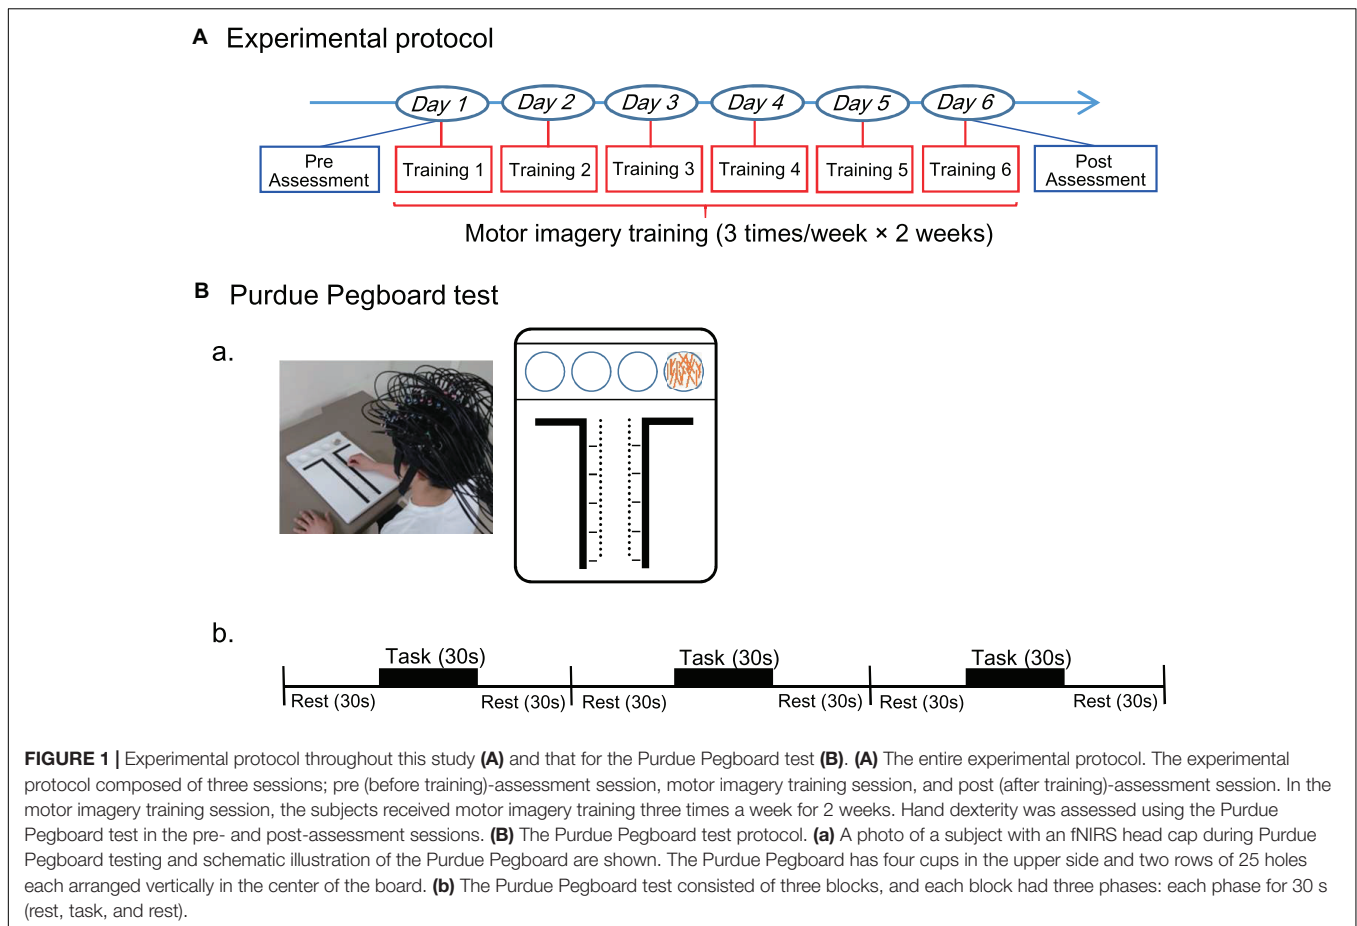 A Experimental protocol
Day 1 Day 2 Day 3 Day 4 Day 5 Day 6
Pre
Assessment
Training 1 Training 2 Training 3 Training 4 Training 5 Training 6
Post
Assessment
Motor imagery training (3 times/week × 2 weeks)
B Purdue Pegboard test
a.
b.
Task (30s) Task (30s) Task (30s)
Rest (30s) Rest (30s) Rest (30s) Rest (30s) Rest (30s) Rest (30s)
FIGURE 1 | Experimental protocol throughout this study (A) and that for the Purdue Pegboard test (B). (A) The entire experimental protocol. The experimental
protocol composed of three sessions; pre (before training)-assessment session, motor imagery training session, and post (after training)-assessment session. In the
motor imagery training session, the subjects received motor imagery training three times a week for 2 weeks. Hand dexterity was assessed using the Purdue
Pegboard test in the pre- and post-assessment sessions. (B) The Purdue Pegboard test protocol. (a) A photo of a subject with an fNIRS head cap during Purdue
Pegboard testing and schematic illustration of the Purdue Pegboard are shown. The Purdue Pegboard has four cups in the upper side and two rows of 25 holes
each arranged vertically in the center of the board. (b) The Purdue Pegboard test consisted of three blocks, and each block had three phases: each phase for 30 s
(rest, task, and rest).